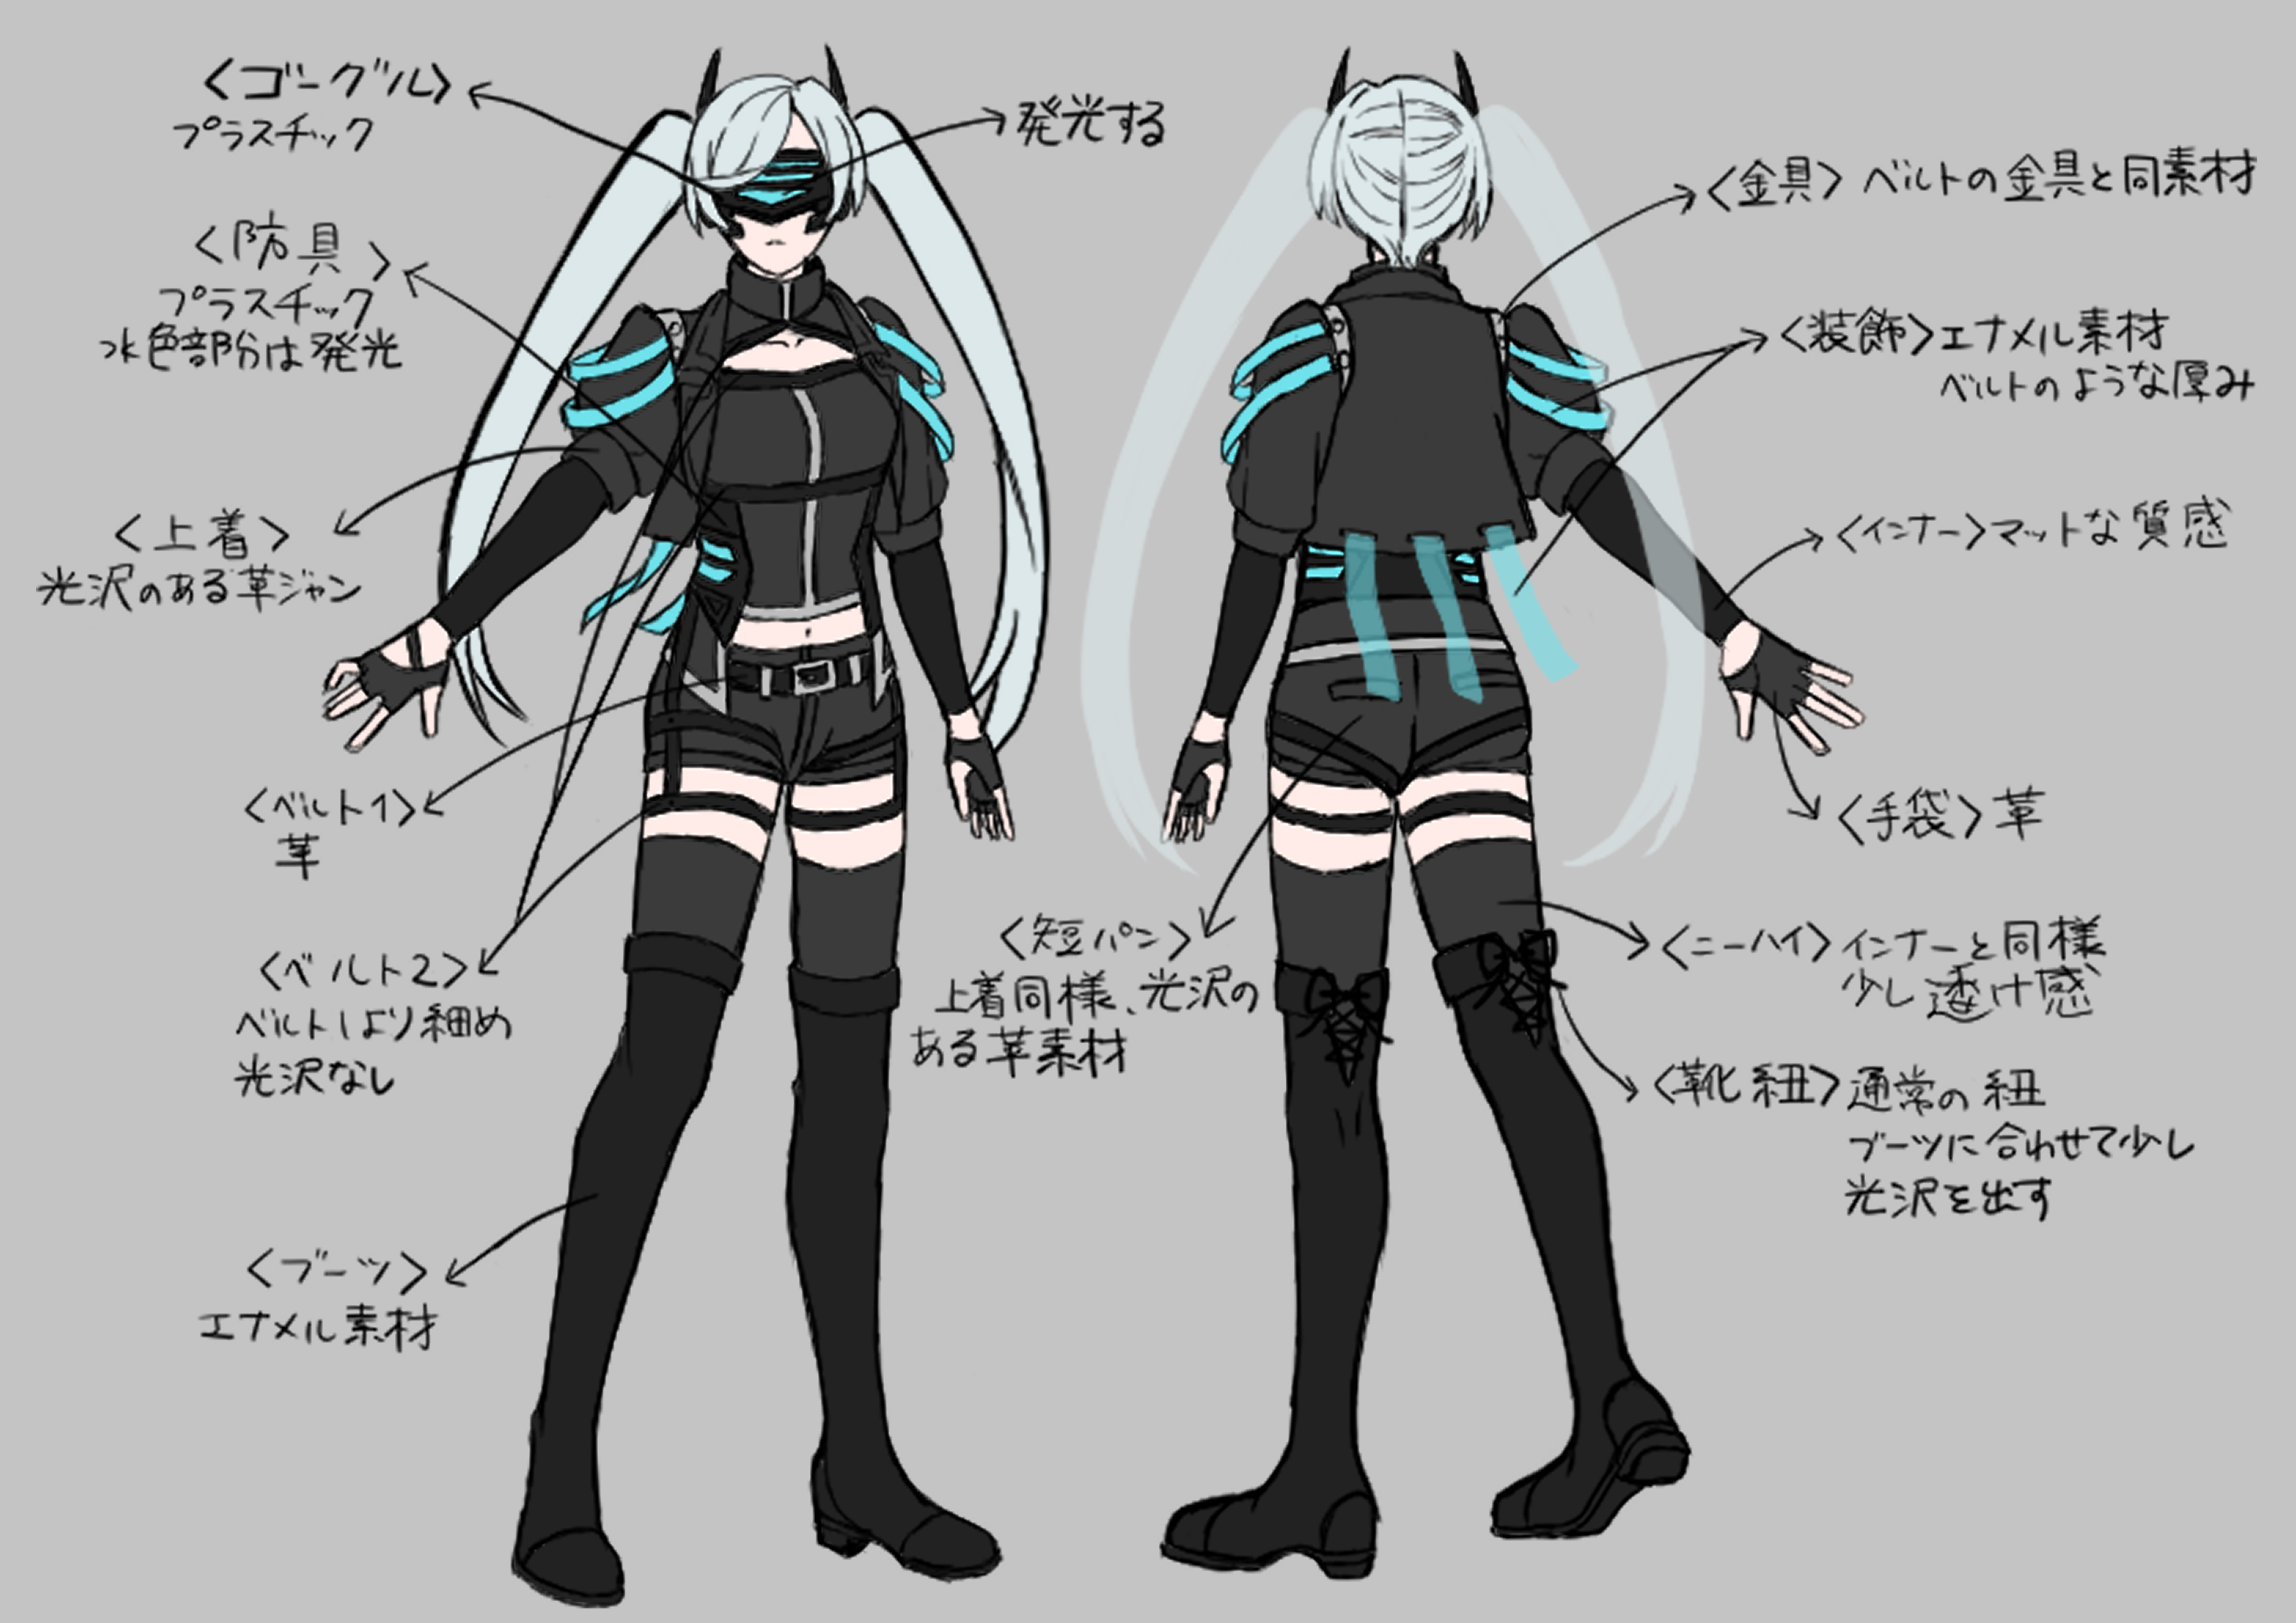 〈ゴーグル〉
プラスチック
発光する
〈防具〉
プラスチック
水色部分は発光
〈上着〉
光沢のある革ジャン
〈ベルト1〉
革
〈ベルト2〉
ベルト1より細め
光沢なし
〈ブーツ〉
エナメル素材
〈金具〉ベルトの金具と同素材
〈装飾〉エナメル素材
ベルトのような厚み
〈インナー〉マットな質感
〈手袋〉革
〈短パン〉
上着同様、光沢の
ある革素材
〈ニーハイ〉インナーと同様
少し透け感
〈靴紐〉通常の紐
ブーツに合わせて少し
光沢を出す